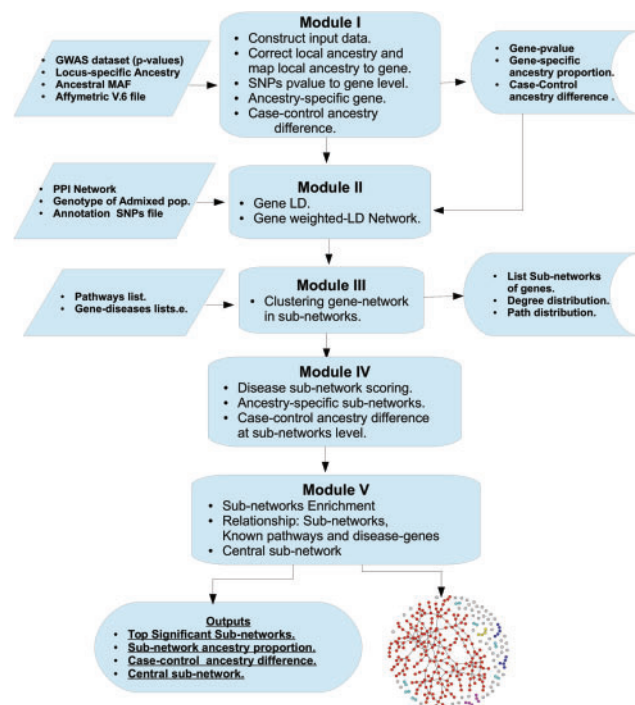 Module I
• Construct input data.
• Correct local ancestry and
map local ancestry to gene.
• SNPs pvalue to gene level.
• Ancestry-specific gene.
• Case-control ancestry
difference.
• GWAS dataset (p-values)
• Locus-specific Ancestry
• Ancestral MAF
• Affymetric V.6 file
• Gene-pvalue
• Gene-specific
ancestry proportion.
• Case-Control
ancestry difference .
• PPI Network
• Genotype of Admixed pop.
• Annotation SNPs file
Module II
• Gene LD.
• Gene weighted-LD Network.
• Pathways list.
• Gene-diseases lists.e.
Module III
• Clustering gene-network
in sub-networks.
• List Sub-networks
of genes.
• Degree distribution.
• Path distribution.
Module IV
• Disease sub-network scoring.
• Ancestry-specific sub-networks.
• Case-control ancestry difference
at sub-networks level.
Module V
• Sub-networks Enrichment
• Relationship: Sub-networks,
Known pathways and disease-genes
• Central sub-network
Outputs
• Top Significant Sub-networks.
• Sub-network ancestry proportion.
• Case-control ancestry difference.
• Central sub-network.